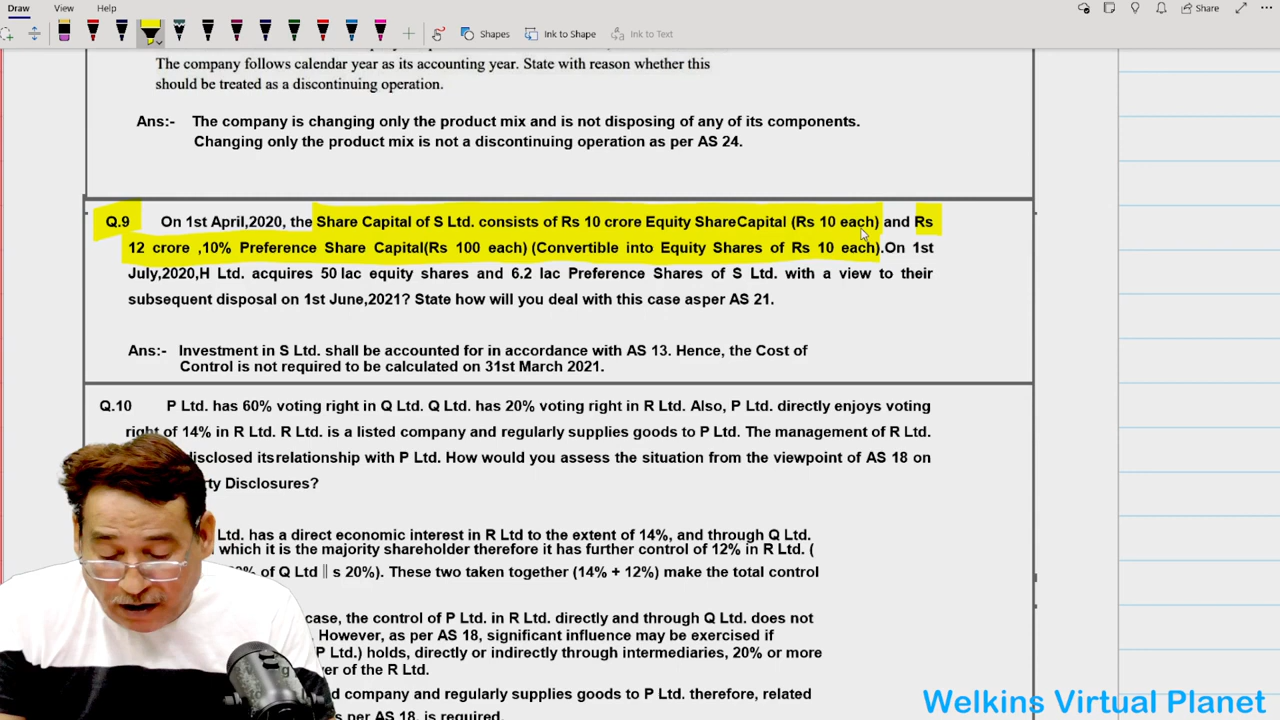 Draw View Help
Share
Shapes Ink to Shape Ink to Text
The company follows calendar year as its accounting year. State with reason whether this
should be treated as a discontinuing operation.
Ans:- The company is changing only the product mix and is not disposing of any of its components.
Changing only the product mix is not a discontinuing operation as per AS 24.
Q.9 On 1st April,2020, the Share Capital of S Ltd. consists of Rs 10 crore Equity ShareCapital (Rs 10 each) and Rs
12 crore ,10% Preference Share Capital(Rs 100 each) (Convertible into Equity Shares of Rs 10 each).On 1st
July,2020,H Ltd. acquires 50 lac equity shares and 6.2 lac Preference Shares of S Ltd. with a view to their
subsequent disposal on 1st June,2021? State how will you deal with this case asper AS 21.
Ans:- Investment in S Ltd. shall be accounted for in accordance with AS 13. Hence, the Cost of
Control is not required to be calculated on 31st March 2021.
Q.10 P Ltd. has 60% voting right in Q Ltd. Q Ltd. has 20% voting right in R Ltd. Also, P Ltd. directly enjoys voting
right of 14% in R Ltd. R Ltd. is a listed company and regularly supplies goods to P Ltd. The management of R Ltd.
disclosed itsrelationship with P Ltd. How would you assess the situation from the viewpoint of AS 18 on
Disclosures?
Ltd. has a direct economic interest in R Ltd to the extent of 14%, and through Q Ltd.
which it is the majority shareholder therefore it has further control of 12% in R Ltd. (
of Q Ltd || s 20%). These two taken together (14% + 12%) make the total control
case, the control of P Ltd. in R Ltd. directly and through Q Ltd. does not
However, as per AS 18, significant influence may be exercised if
P Ltd.) holds, directly or indirectly through intermediaries, 20% or more
of the R Ltd.
company and regularly supplies goods to P Ltd. therefore, related
as per AS 18, is required.
Welkins Virtual Planet